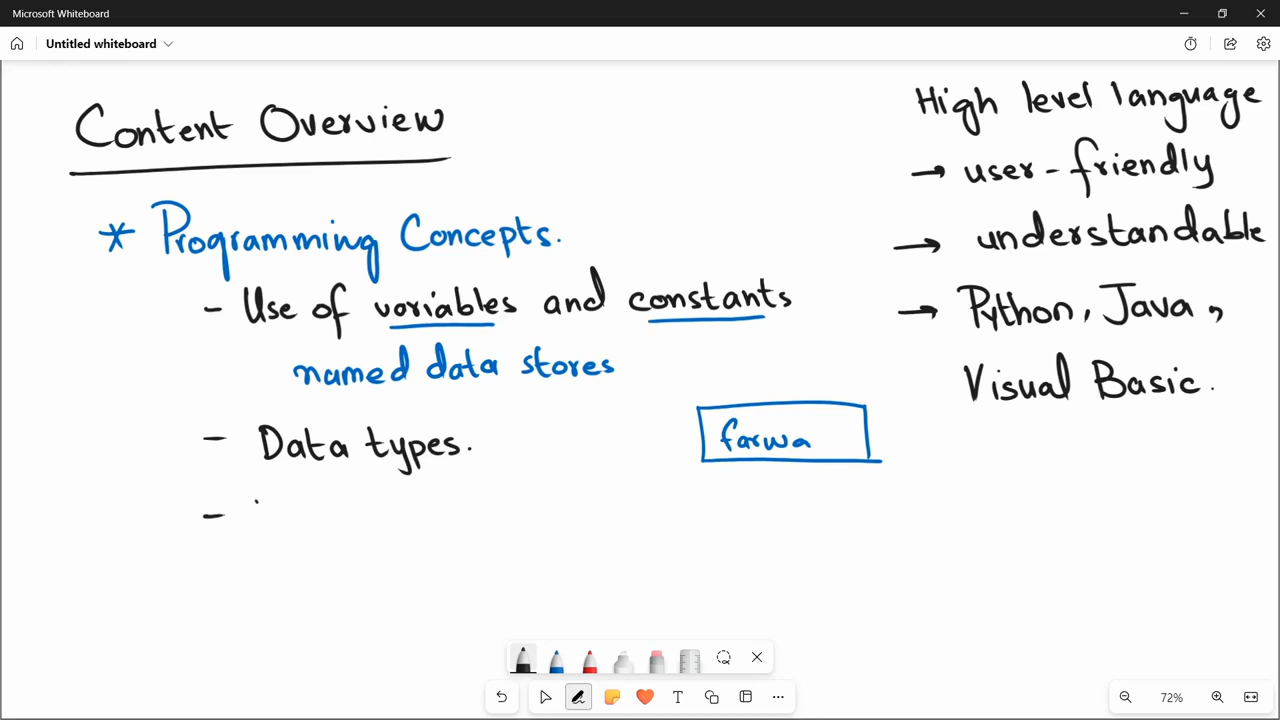 Microsoft Whiteboard
Untitled whiteboard
Content Overview
* Programming Concepts.
- Use of variables and constants
named data stores
- Data types.
-
farwa
High level language
→ user-friendly
→ understandable
→ Python, Java,
Visual Basic.
72%